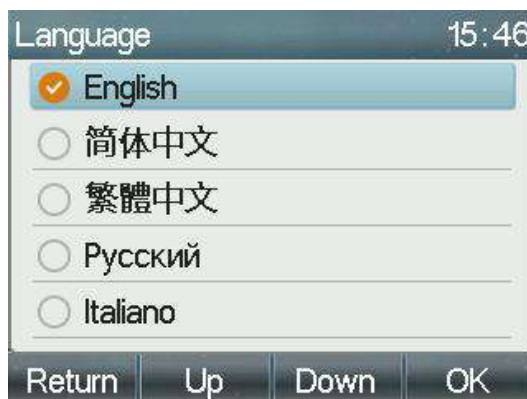 Language 15:46
English
简体中文
繁體中文
Русский
Italiano
Return Up Down OK